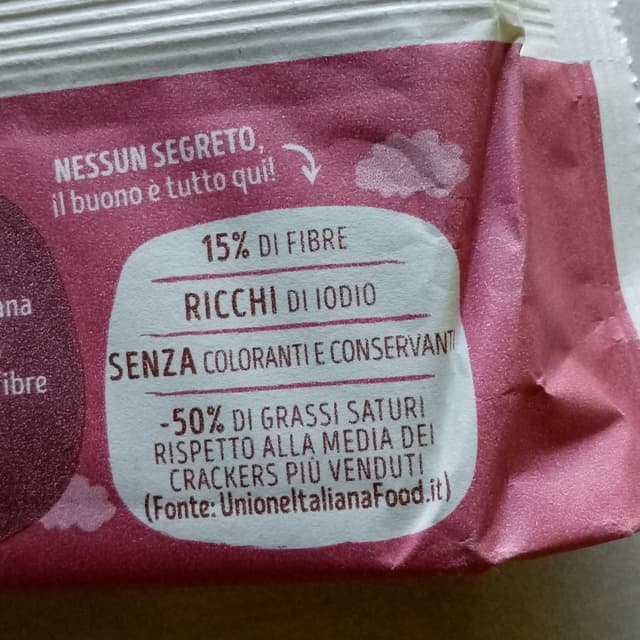 NESSUN SEGRETO,
il buono è tutto qui!
15% DI FIBRE
RICCHI DI IODIO
SENZA COLORANTI E CONSERVANTI
-50% DI GRASSI SATURI
RISPETTO ALLA MEDIA DEI
CRACKERS PIÙ VENDUTI
(Fonte: UnioneItalianaFood.it)